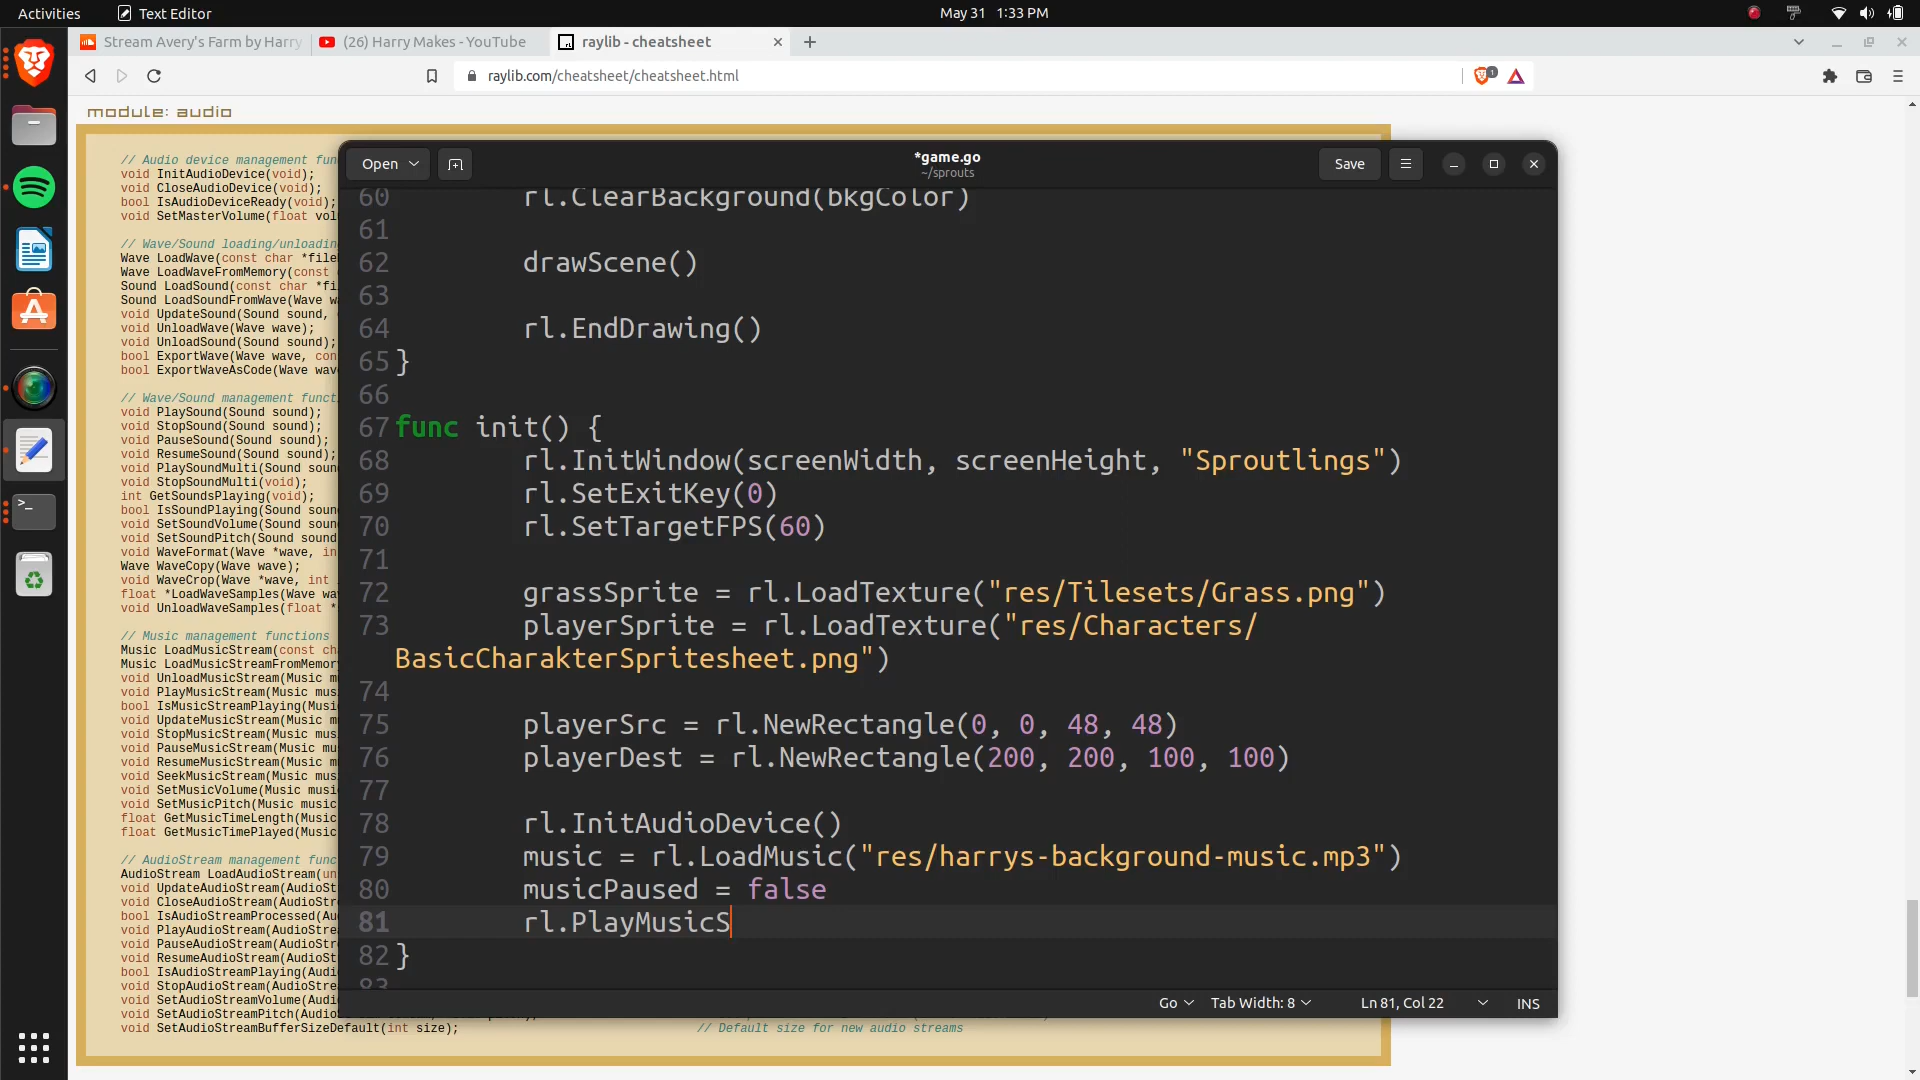 Activities
Text Editor
May 31 1:33 PM
Stream Avery's Farm by Harry
(26) Harry Makes - YouTube
raylib - cheatsheet
raylib.com/cheatsheet/cheatsheet.html
1
module: audio
// Audio device management fun
void InitAudioDevice(void);
void CloseAudioDevice(void);
bool IsAudioDeviceReady(void);
void SetMasterVolume(float vol
// Wave/Sound loading/unloadin
Wave LoadWave(const char *file
Wave LoadWaveFromMemory(const
Sound LoadSound(const char *fi
Sound LoadSoundFromWave(Wave w
void UpdateSound(Sound sound,
void UnloadWave(Wave wave);
void UnloadSound(Sound sound);
bool ExportWave(Wave wave, con
bool ExportWaveAsCode(Wave wav
// Wave/Sound management funct
void PlaySound(Sound sound);
void StopSound(Sound sound);
void PauseSound(Sound sound);
void ResumeSound(Sound sound);
void PlaySoundMulti(Sound soun
void StopSoundMulti(void);
int GetSoundsPlaying(void);
bool IsSoundPlaying(Sound soun
void SetSoundVolume(Sound soun
void SetSoundPitch(Sound sound
void WaveFormat(Wave *wave, in
Wave WaveCopy(Wave wave);
void WaveCrop(Wave *wave, int
float *LoadWaveSamples(Wave wa
void UnloadWaveSamples(float *
// Music management functions
Music LoadMusicStream(const ch
Music LoadMusicStreamFromMemor
void UnloadMusicStream(Music m
void PlayMusicStream(Music mus
bool IsMusicStreamPlaying(Musi
void UpdateMusicStream(Music m
void StopMusicStream(Music mus
void PauseMusicStream(Music mu
void ResumeMusicStream(Music m
void SeekMusicStream(Music mus
void SetMusicVolume(Music musi
void SetMusicPitch(Music music
float GetMusicTimeLength(Music
float GetMusicTimePlayed(Music
// AudioStream management func
AudioStream LoadAudioStream(un
void UpdateAudioStream(AudioSt
void CloseAudioStream(AudioStr
bool IsAudioStreamProcessed(Au
void PlayAudioStream(AudioStre
void PauseAudioStream(AudioStr
void ResumeAudioStream(AudioSt
bool IsAudioStreamPlaying(Audi
void StopAudioStream(AudioStre
void SetAudioStreamVolume(Audi
void SetAudioStreamPitch(Audio
void SetAudioStreamBufferSizeDefault(int size); // Default size for new audio streams
Open
*game.go
~/sprouts
Save
60 rl.ClearBackground(bkgColor)
61
62 drawScene()
63
64 rl.EndDrawing()
65 }
66
67 func init() {
68 rl.InitWindow(screenWidth, screenHeight, "Sproutlings")
69 rl.SetExitKey(0)
70 rl.SetTargetFPS(60)
71
72 grassSprite = rl.LoadTexture("res/Tilesets/Grass.png")
73 playerSprite = rl.LoadTexture("res/Characters/
BasicCharakterSpritesheet.png")
74
75 playerSrc = rl.NewRectangle(0, 0, 48, 48)
76 playerDest = rl.NewRectangle(200, 200, 100, 100)
77
78 rl.InitAudioDevice()
79 music = rl.LoadMusic("res/harrys-background-music.mp3")
80 musicPaused = false
81 rl.PlayMusicS
82 }
83
Go
Tab Width: 8
Ln 81, Col 22
INS